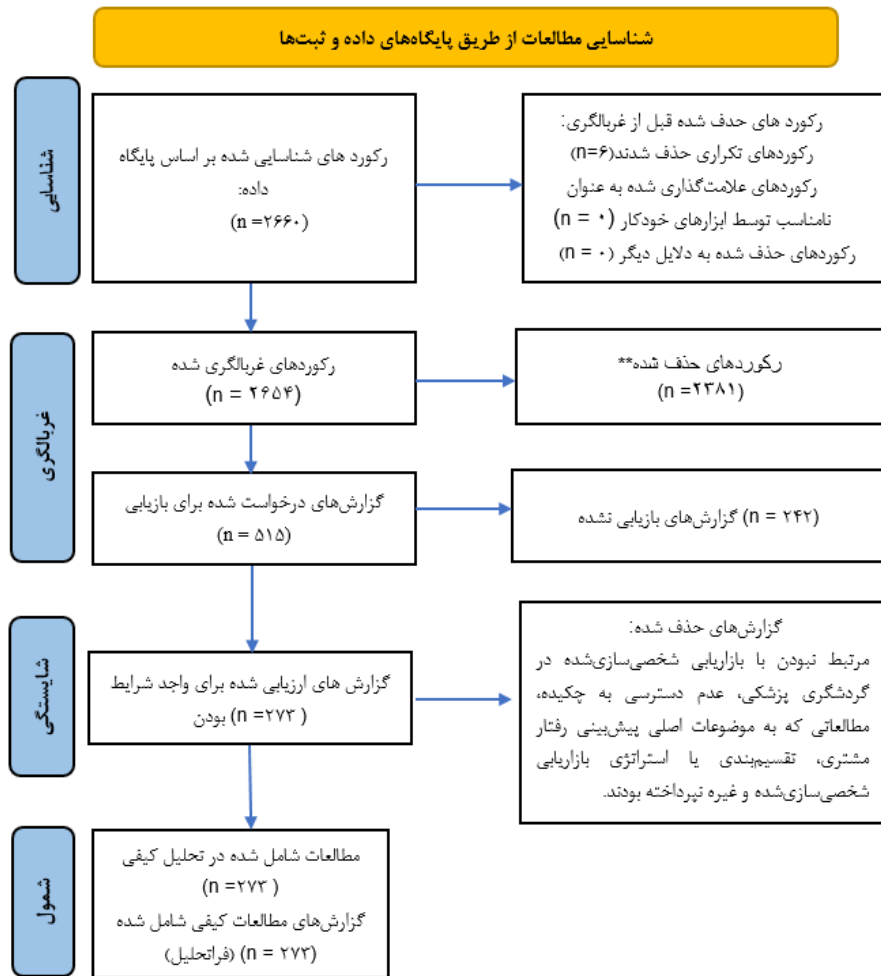 شناسایی مطالعات از طریق پایگاه‌های داده و ثبت‌ها
شناسایی
رکورد های شناسایی شده بر اساس پایگاه
داده:
(n =۲۶۶۰)
رکورد های حدف شده قبل از غربالگری:
رکوردهای تکراری حذف شدند(n=۶)
رکوردهای علامت‌گذاری شده به عنوان
نامناسب توسط ابزارهای خودکار (n = ۰)
رکوردهای حذف شده به دلایل دیگر (n = ۰)
غربالگری
رکوردهای غربالگری شده
(n = ۲۶۵۴)
رکوردهای حذف شده**
(n =۲۳۸۱)
گزارش‌های درخواست شده برای بازیابی
(n = ۵۱۵)
(n = ۲۴۲) گزارش‌های بازیابی نشده
شایستگی
گزارش های ارزیابی شده برای واجد شرایط
بودن (n =۲۷۳ )
گزارش‌های حذف شده:
مرتبط نبودن با بازاریابی شخصی‌سازی‌شده در
گردشگری پزشکی، عدم دسترسی به چکیده،
مطالعاتی که به موضوعات اصلی پیش‌بینی رفتار
مشتری، تقسیم‌بندی یا استراتژی بازاریابی
شخصی‌سازی‌شده و غیره نپرداخته بودند.
شمول
مطالعات شامل شده در تحلیل کیفی
(n =۲۷۳ )
گزارش‌های مطالعات کیفی شامل شده
(فراتحلیل) (n = ۲۷۳)